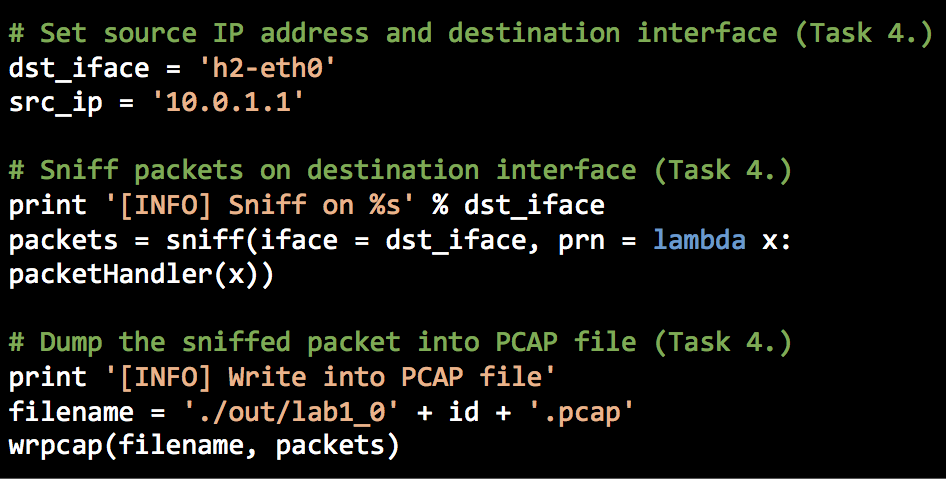 # Set source IP address and destination interface (Task 4.)
dst_iface = 'h2-eth0'
src_ip = '10.0.1.1'
# Sniff packets on destination interface (Task 4.)
print '[INFO] Sniff on %s' % dst_iface
packets = sniff(iface = dst_iface, prn = lambda x:
packetHandler(x))
# Dump the sniffed packet into PCAP file (Task 4.)
print '[INFO] Write into PCAP file'
filename = './out/lab1_0' + id + '.pcap'
wrpcap(filename, packets)